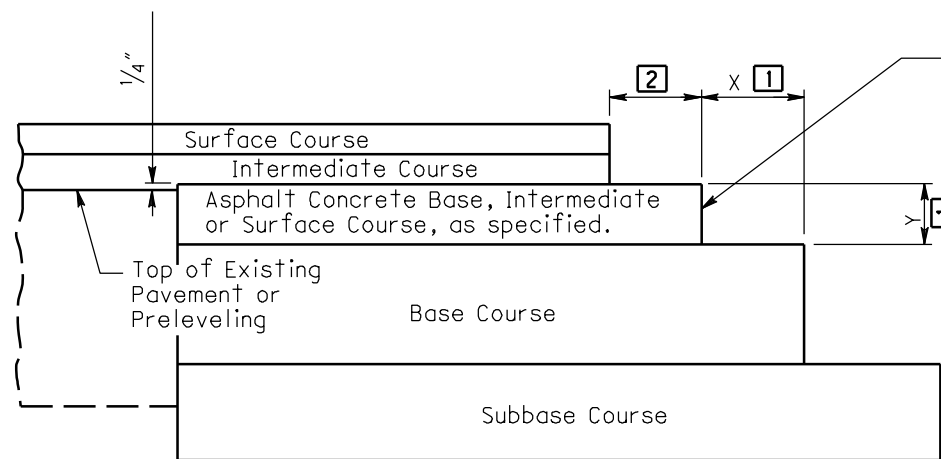 1/4"
2
X 1
Surface Course
Intermediate Course
Asphalt Concrete Base, Intermediate
or Surface Course, as specified.
Y 1
Top of Existing
Pavement or
Preleveling
Base Course
Subbase Course